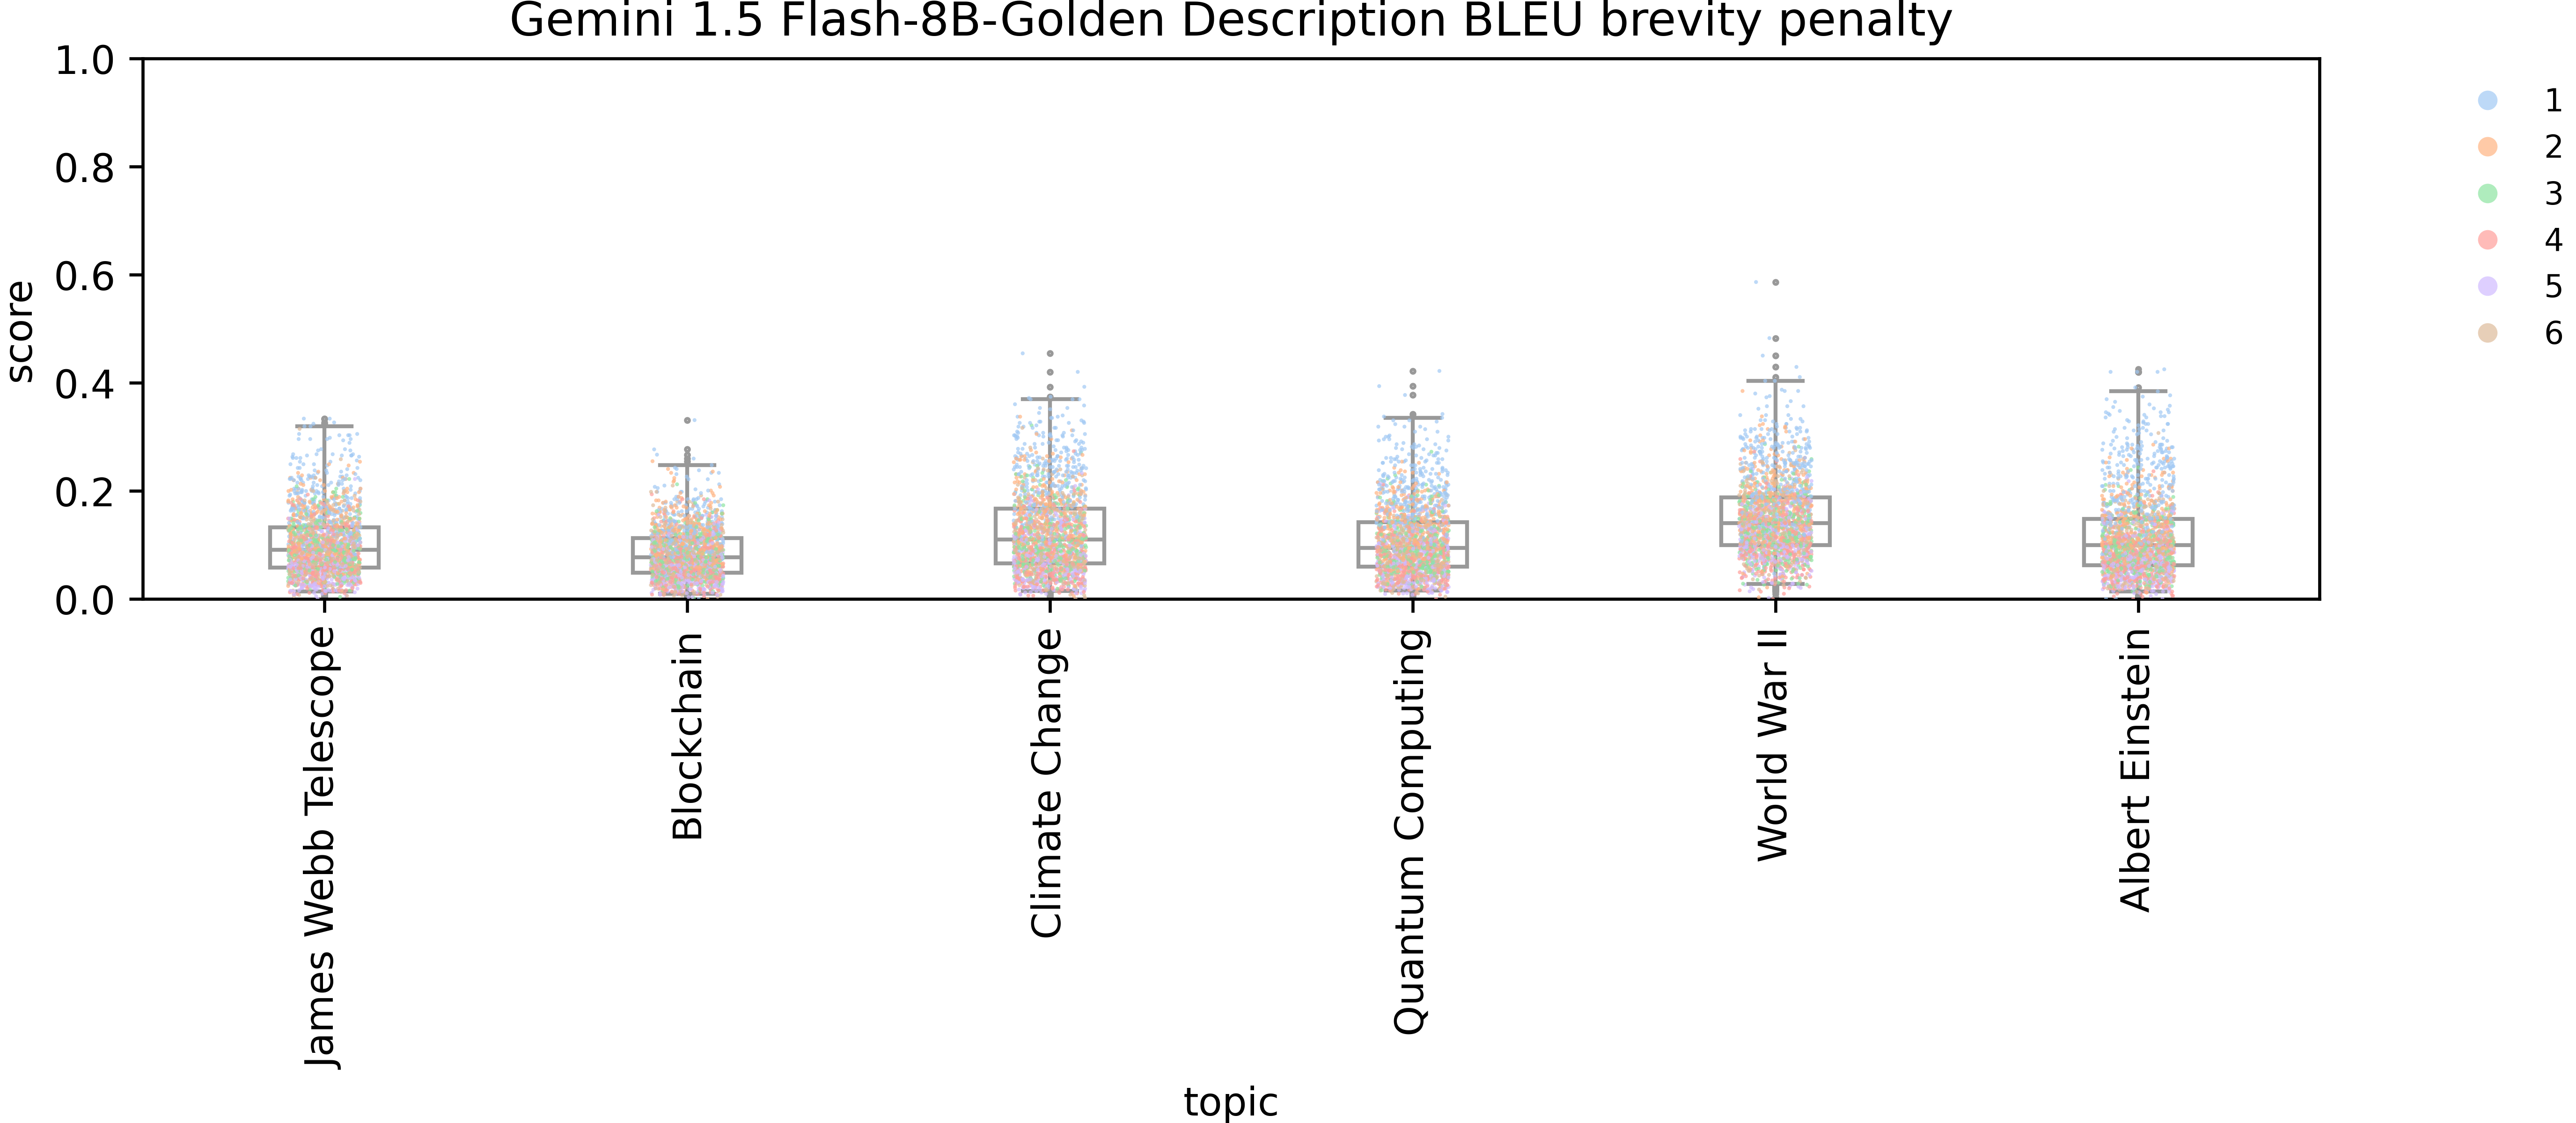 Gemini 1.5 Flash-8B-Golden Description BLEU brevity penalty
1.0
0.8
0.6
0.4
0.2
0.0
score
1
2
3
4
5
6
James Webb Telescope
Blockchain
Climate Change
Quantum Computing
World War II
Albert Einstein
topic